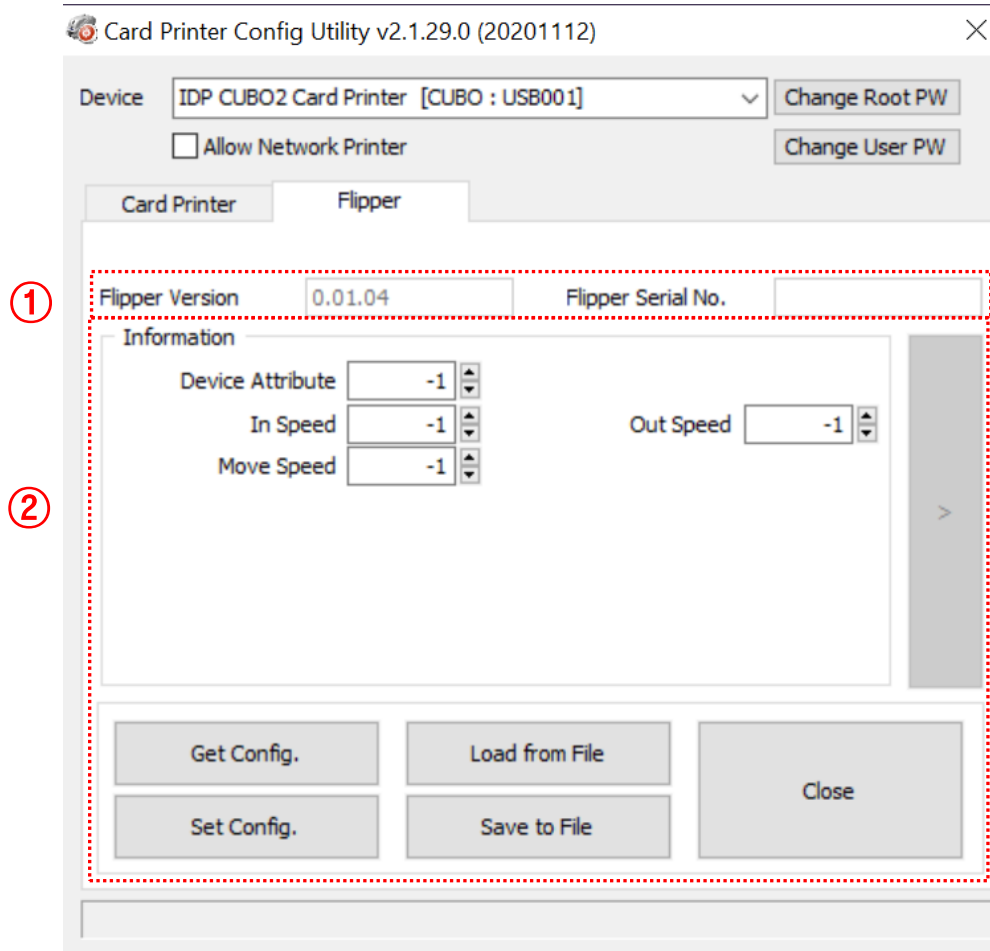 Card Printer Config Utility v2.1.29.0 (20201112)
Device IDP CUBO2 Card Printer [CUBO : USB001] Change Root PW
Allow Network Printer Change User PW
Card Printer Flipper
① Flipper Version 0.01.04 Flipper Serial No.
Information
Device Attribute -1
In Speed -1 Out Speed -1
Move Speed -1
②
>
Get Config. Load from File
Close
Set Config. Save to File